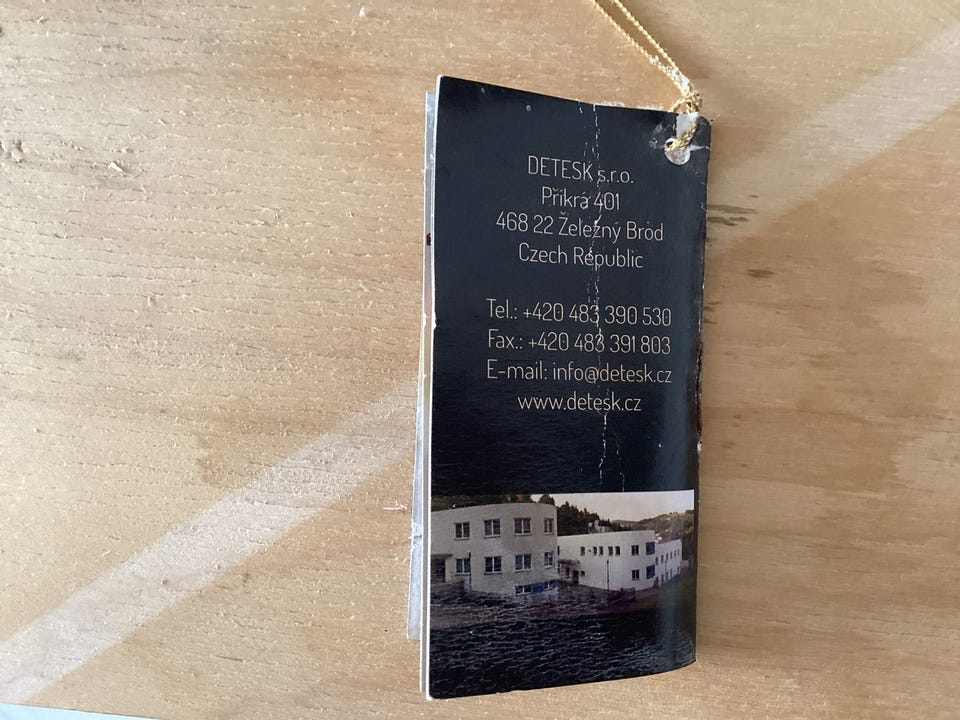 DETESK s.r.o.
Příkrá 401
468 22 Železný Brod
Czech Republic
Tel.: +420 483 390 530
Fax.: +420 483 391 803
E-mail: info@detesk.cz
www.detesk.cz